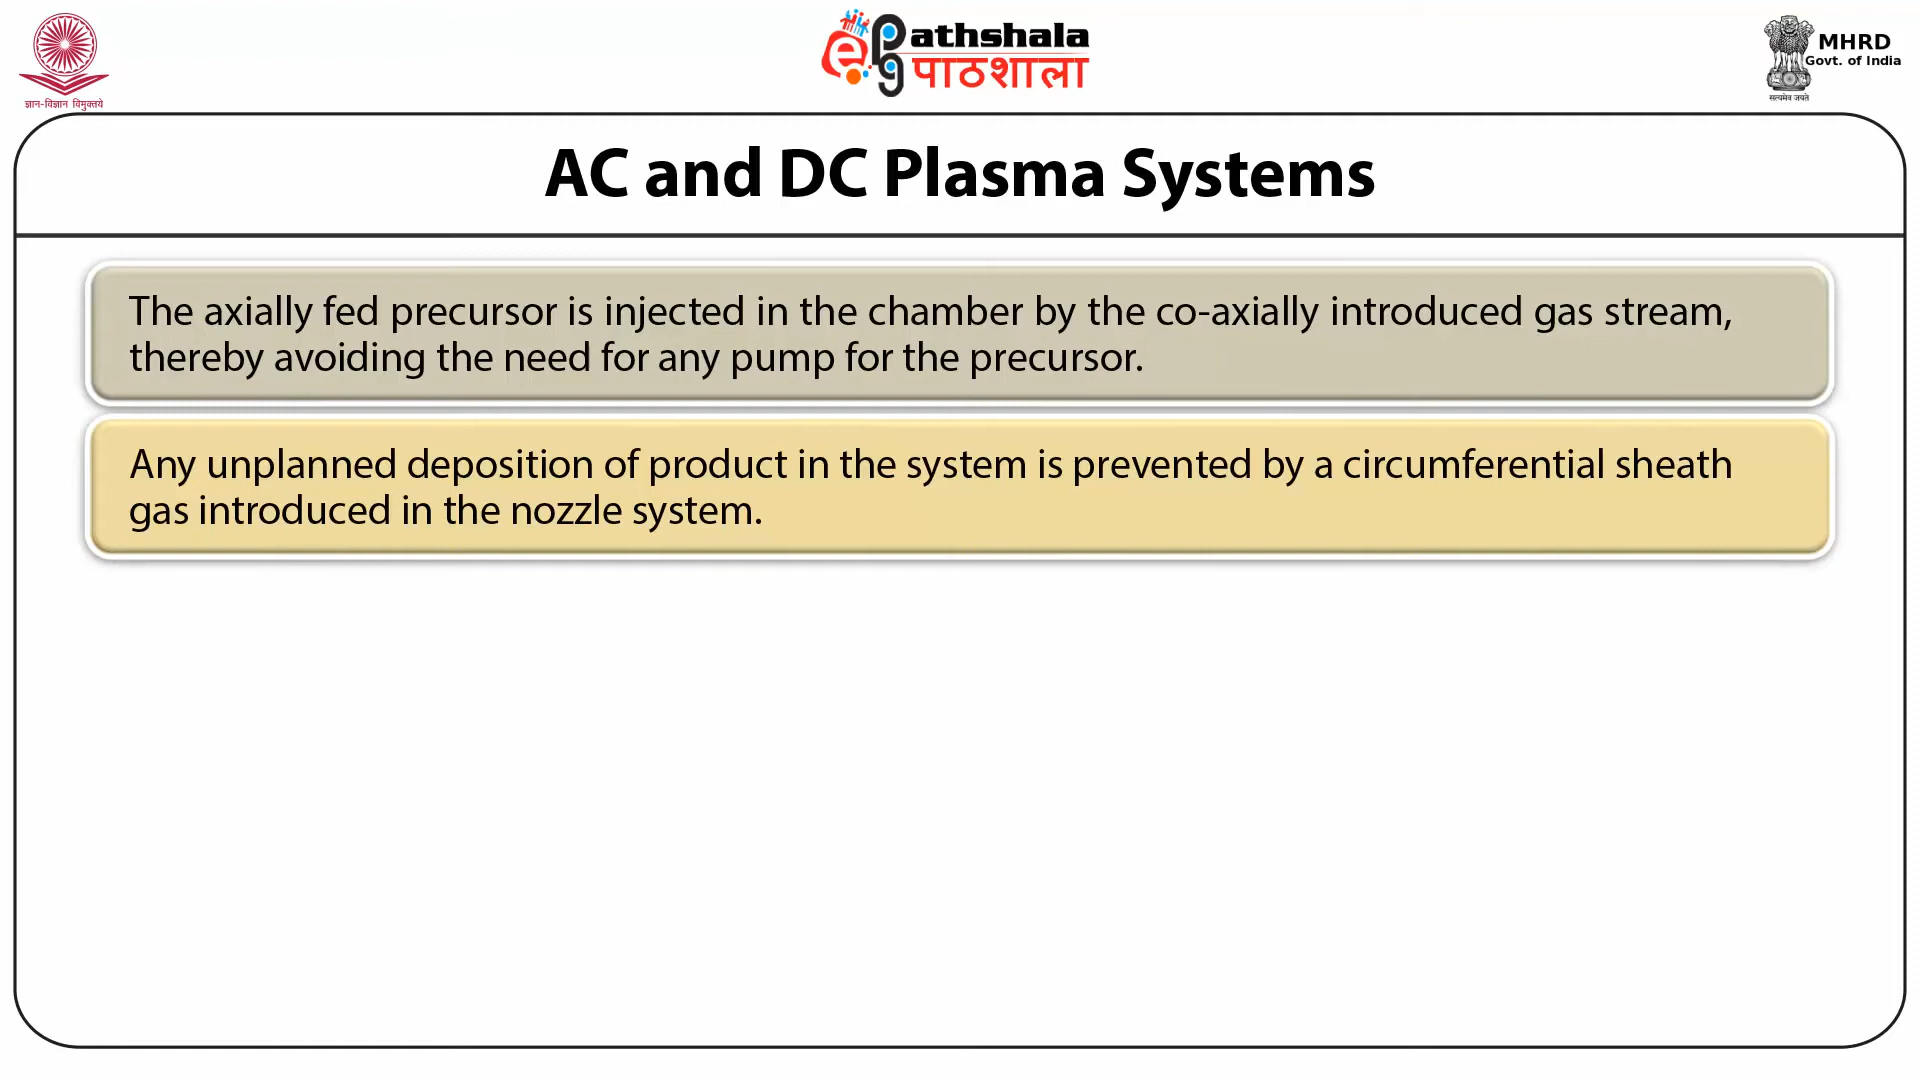 ज्ञान-विज्ञान विमुक्तये
ePathshala
पाठशाला
MHRD
Govt. of India
सत्यमेव जयते
AC and DC Plasma Systems
The axially fed precursor is injected in the chamber by the co-axially introduced gas stream,
thereby avoiding the need for any pump for the precursor.
Any unplanned deposition of product in the system is prevented by a circumferential sheath
gas introduced in the nozzle system.